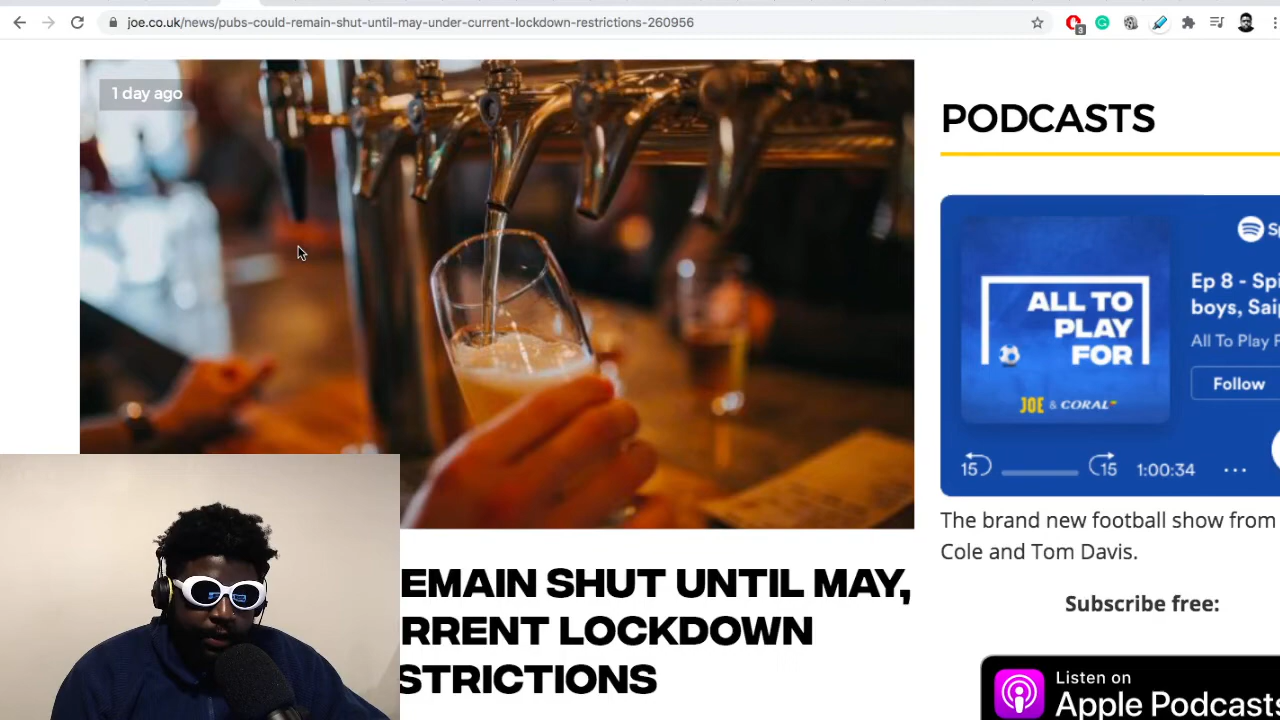 joe.co.uk/news/pubs-could-remain-shut-until-may-under-current-lockdown-restrictions-260956
3
1 day ago
PODCASTS
ALL TO
PLAY
FOR
JOE & CORAL
Ep 8 - Spi
boys, Saip
All To Play F
Follow
15
15
1:00:34
The brand new football show from
Cole and Tom Davis.
Subscribe free:
Listen on
Apple Podcasts
EMAIN SHUT UNTIL MAY,
RRENT LOCKDOWN
STRICTIONS